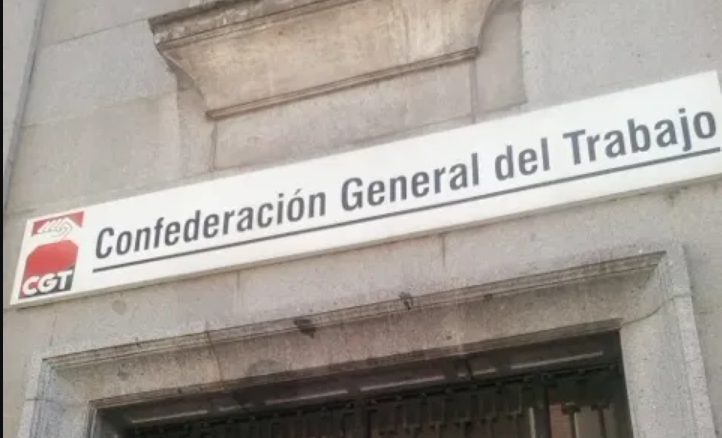 Confederación General del Trabajo
CGT